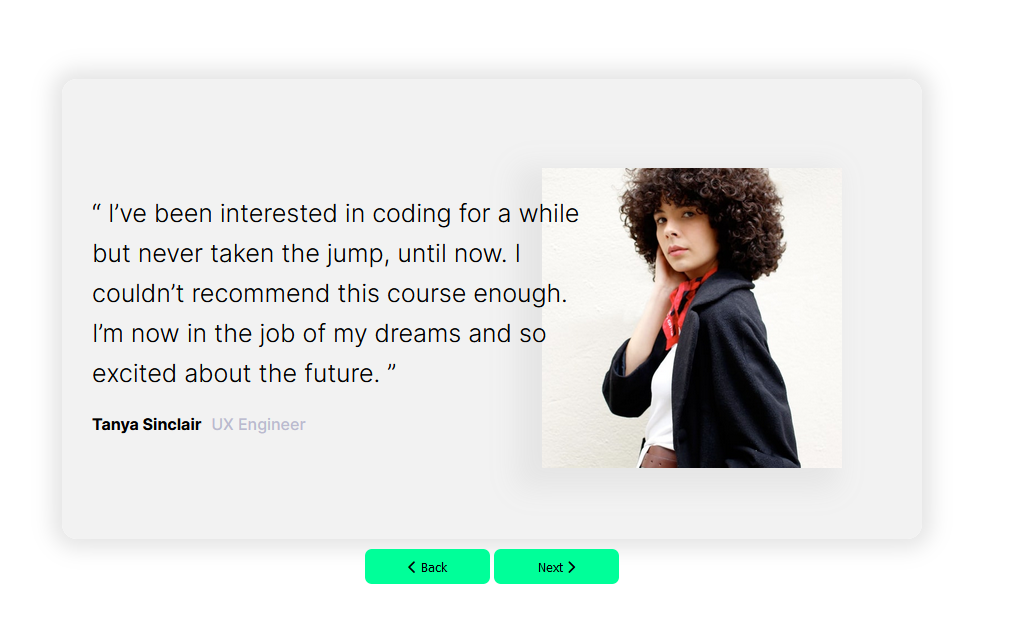 “ I’ve been interested in coding for a while
but never taken the jump, until now. I
couldn’t recommend this course enough.
I’m now in the job of my dreams and so
excited about the future. ”
Tanya Sinclair UX Engineer
Back Next